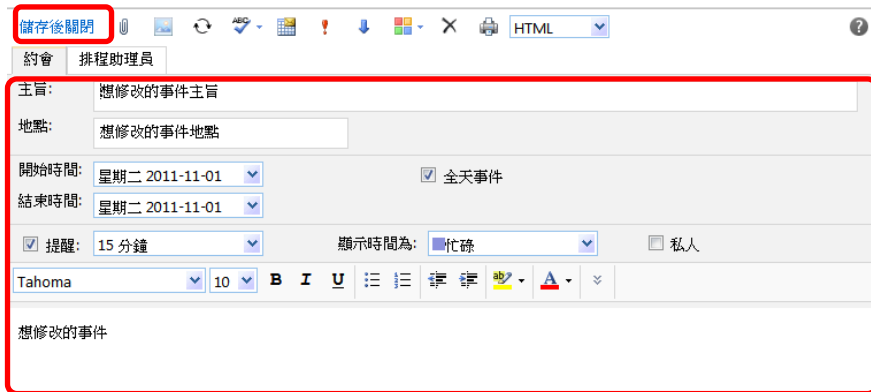 儲存後關閉 ABC HTML
約會 排程助理員
主旨: 想修改的事件主旨
地點: 想修改的事件地點
開始時間: 星期二 2011-11-01 全天事件
結束時間: 星期二 2011-11-01
提醒: 15 分鐘 顯示時間為: 忙碌 私人
Tahoma 10 B I U ab A
想修改的事件